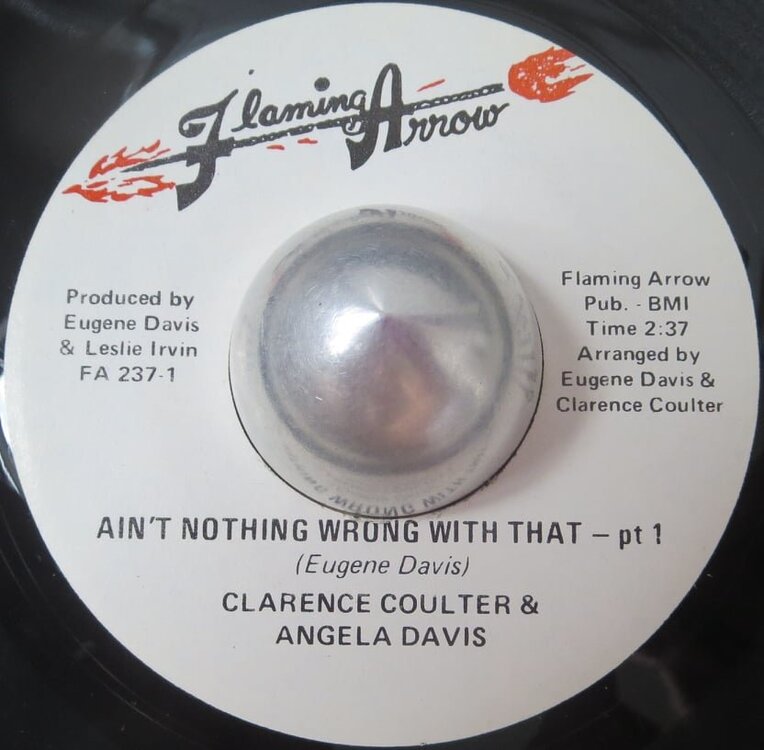 Flaming Arrow
Produced by
Eugene Davis
& Leslie Irvin
FA 237-1
Flaming Arrow
Pub. - BMI
Time 2:37
Arranged by
Eugene Davis &
Clarence Coulter
AIN'T NOTHING WRONG WITH THAT – pt 1
(Eugene Davis)
CLARENCE COULTER &
ANGELA DAVIS